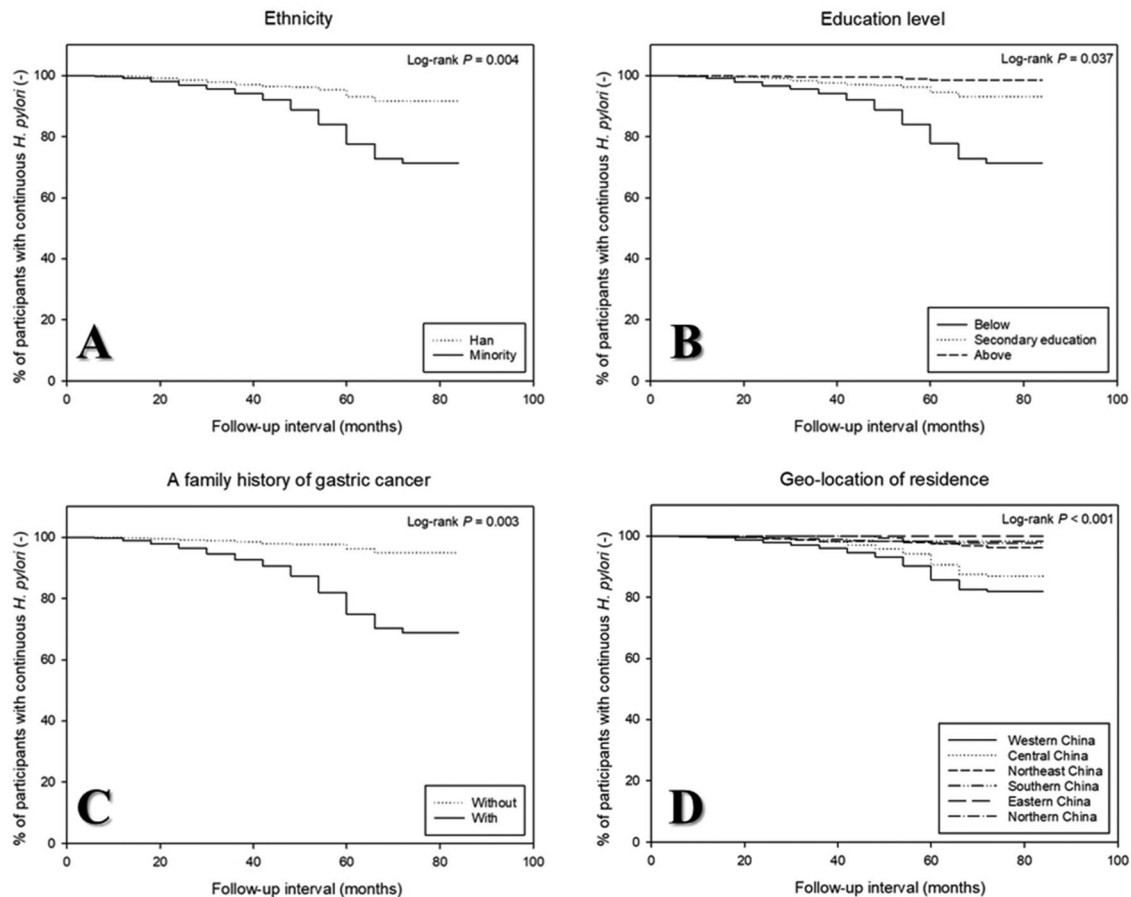 Ethnicity
Log-rank P = 0.004
% of participants with continuous H. pylori (-)
100
80
60
40
20
0
A
Han
Minority
0 20 40 60 80 100
Follow-up interval (months)
Education level
Log-rank P = 0.037
% of participants with continuous H. pylori (-)
100
80
60
40
20
0
B
Below
Secondary education
Above
0 20 40 60 80 100
Follow-up interval (months)
A family history of gastric cancer
Log-rank P = 0.003
% of participants with continuous H. pylori (-)
100
80
60
40
20
0
C
Without
With
0 20 40 60 80 100
Follow-up interval (months)
Geo-location of residence
Log-rank P < 0.001
% of participants with continuous H. pylori (-)
100
80
60
40
20
0
D
Western China
Central China
Northeast China
Southern China
Eastern China
Northern China
0 20 40 60 80 100
Follow-up interval (months)